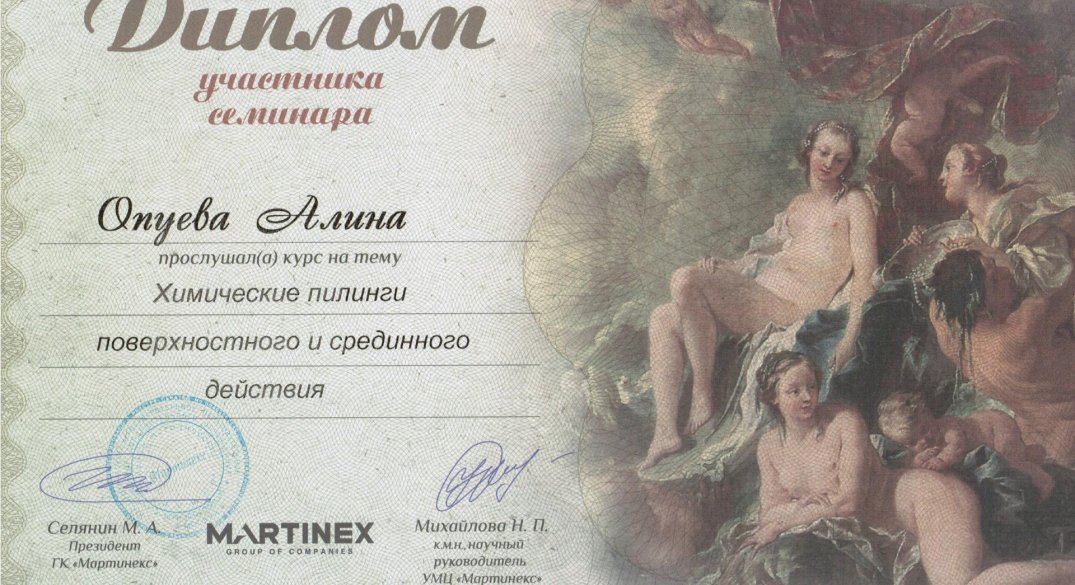 Диплом
участника
семинара
Опуева Алина
прослушал(а) курс на тему
Химические пилинги
поверхностного и срединного
действия
Селянин М. А.
Президент
ГК «Мартинекс»
MARTINEX
GROUP OF COMPANIES
Михайлова Н. П.
к.м.н, научный
руководитель
УМЦ «Мартинекс»